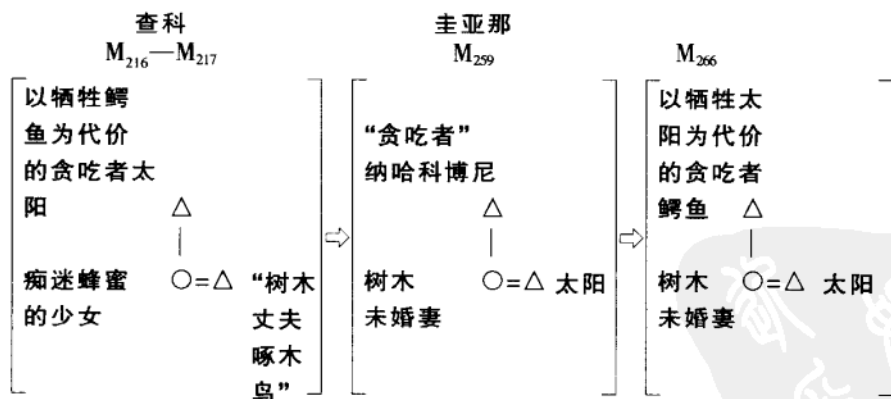 查科
M₂₁₆—M₂₁₇
以牺牲鳄
鱼为代价
的贪吃者太
阳 △
|
痴迷蜂蜜 ○=△ “树木
的少女 丈夫
啄木
鸟”
⇨
圭亚那
M₂₅₉
“贪吃者”
纳哈科博尼
△
|
树木 ○=△ 太阳
未婚妻
⇨
M₂₆₆
以牺牲太
阳为代价
的贪吃者
鳄鱼 △
|
树木 ○=△ 太阳
未婚妻